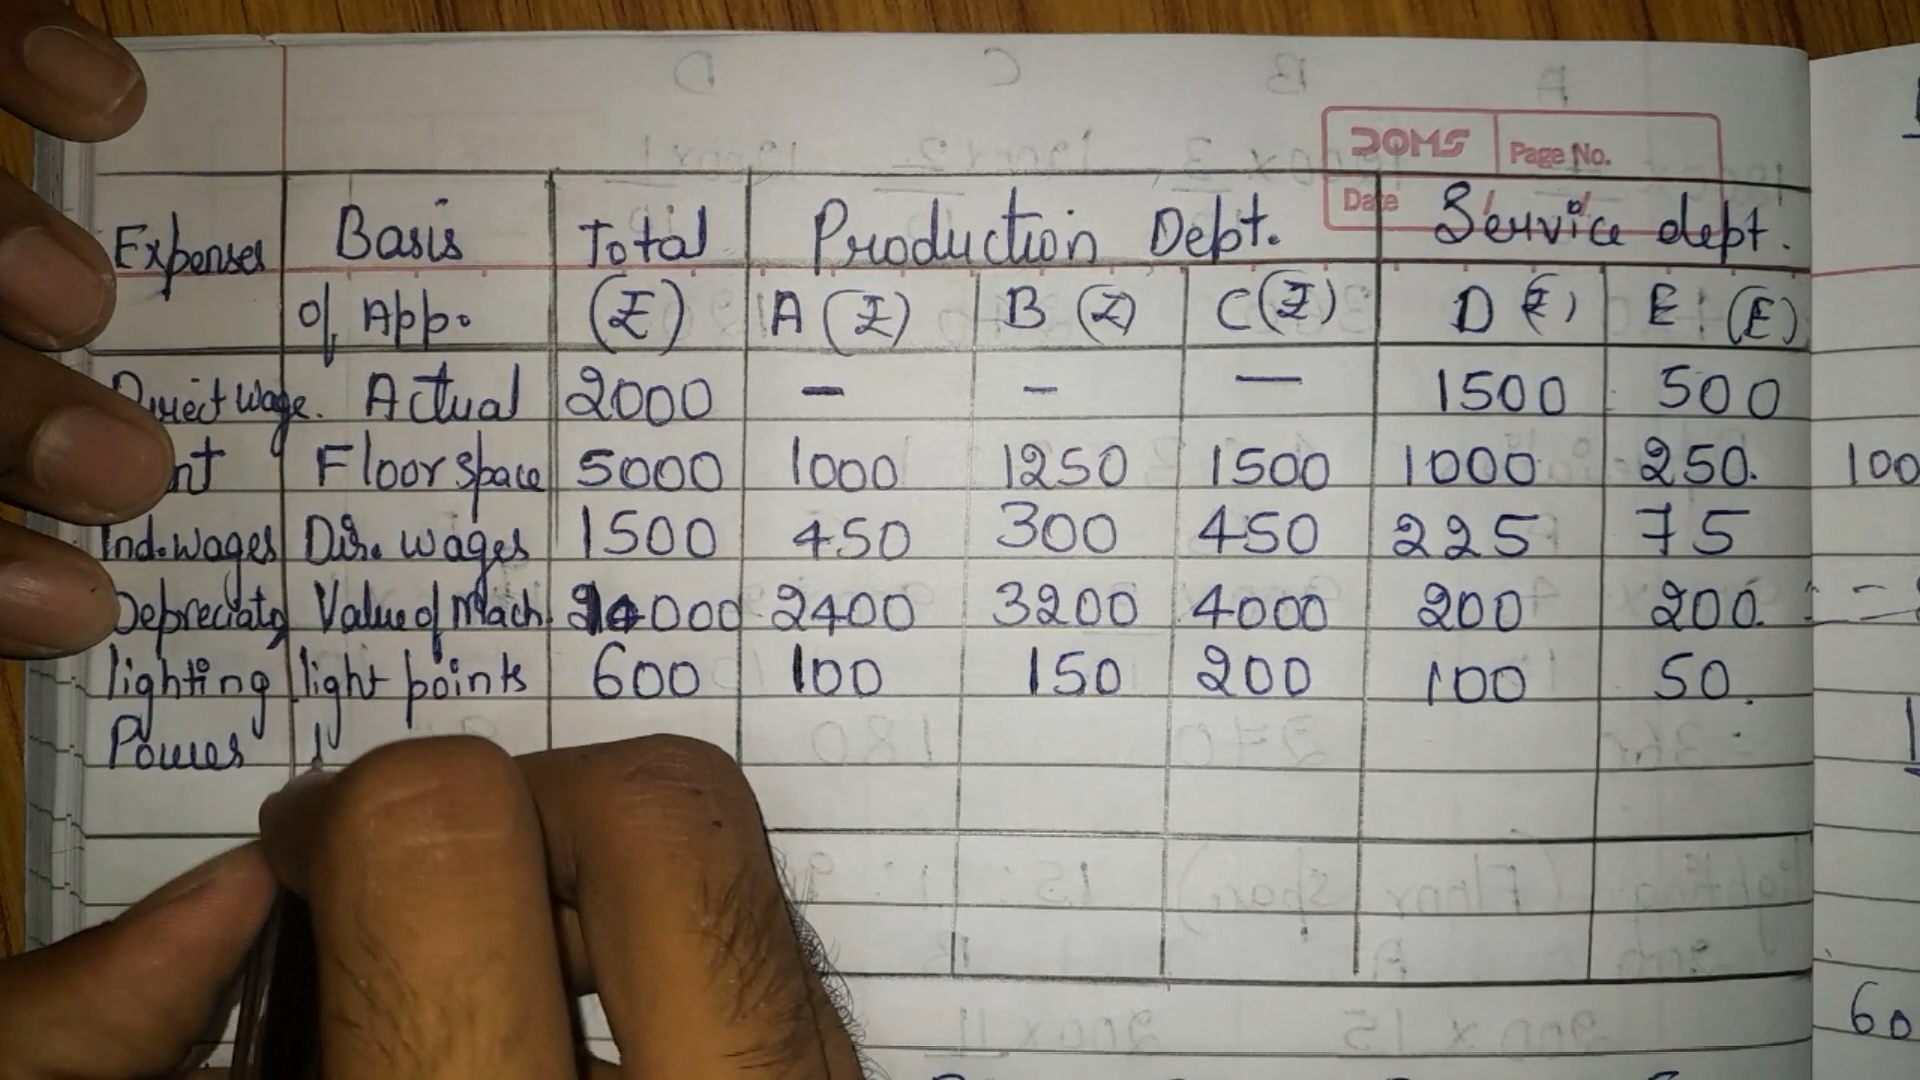 DOMS Page No.
Date
Expenses Basis Total Production Dept. Service dept.
of App. (₹) A (₹) B (₹) C (₹) D (₹) E (₹)
Direct wage. Actual 2000 - - - 1500 500
nt Floor space 5000 1000 1250 1500 1000 250. 100
Ind. wages Dir. wages 1500 450 300 450 225 75
Value of Mach 2400 3200 4000 200 200. =
lighting light points 600 100 150 200 100 50.
Power
60